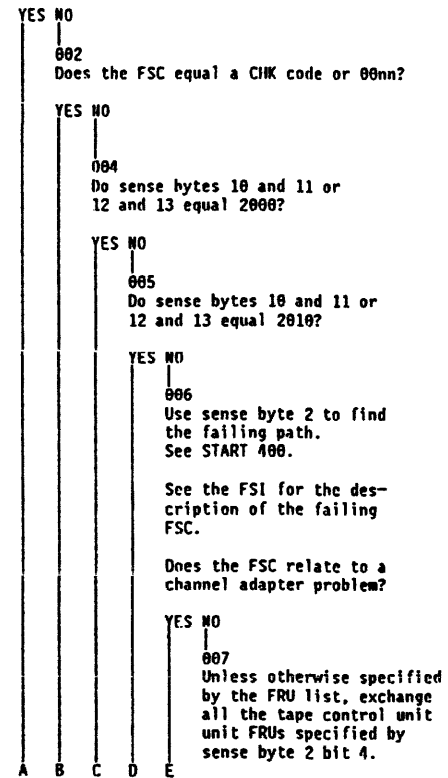 YES NO
002
Does the FSC equal a CHK code or 00nn?
YES NO
004
Do sense bytes 10 and 11 or
12 and 13 equal 2000?
YES NO
005
Do sense bytes 10 and 11 or
12 and 13 equal 2010?
YES NO
006
Use sense byte 2 to find
the failing path.
See START 400.
See the FSI for the des-
cription of the failing
FSC.
Does the FSC relate to a
channel adapter problem?
YES NO
007
Unless otherwise specified
by the FRU list, exchange
all the tape control unit
unit FRUs specified by
sense byte 2 bit 4.
A B C D E